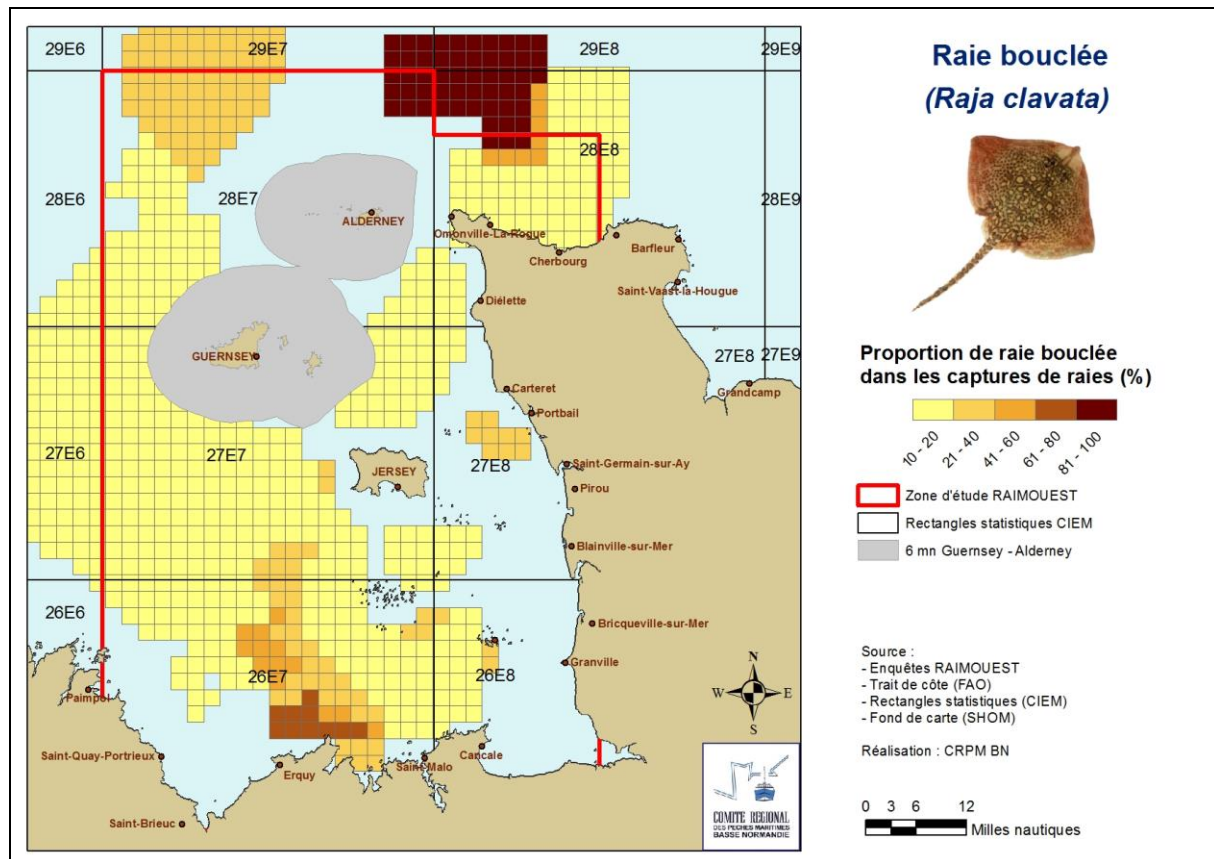 29E6
29E7
29E8
29E9
28E8
28E6
28E7
28E9
ALDERNEY
Omonville-La-Rogue
Cherbourg
Barfleur
Saint-Vaast-la-Hougue
Diélette
GUERNSEY
27E8
27E9
Carteret
Grandcamp
Portbail
27E6
27E7
27E8
JERSEY
Saint-Germain-sur-Ay
Pirou
Blainville-sur-Mer
26E6
Bricqueville-sur-Mer
26E7
26E8
Granville
Paimpol
Saint-Quay-Portrieux
Erquy
Saint-Malo
Cancale
Saint-Brieuc
N
W
E
S
COMITE REGIONAL
DES PECHES MARITIMES
BASSE NORMANDIE
Raie bouclée
(Raja clavata)
Proportion de raie bouclée
dans les captures de raies (%)
10 - 20
21 - 40
41 - 60
61 - 80
81 - 100
Zone d'étude RAIMOUEST
Rectangles statistiques CIEM
6 mn Guernsey - Alderney
Source :
- Enquêtes RAIMOUEST
- Trait de côte (FAO)
- Rectangles statistiques (CIEM)
- Fond de carte (SHOM)
Réalisation : CRPM BN
0 3 6 12
Milles nautiques